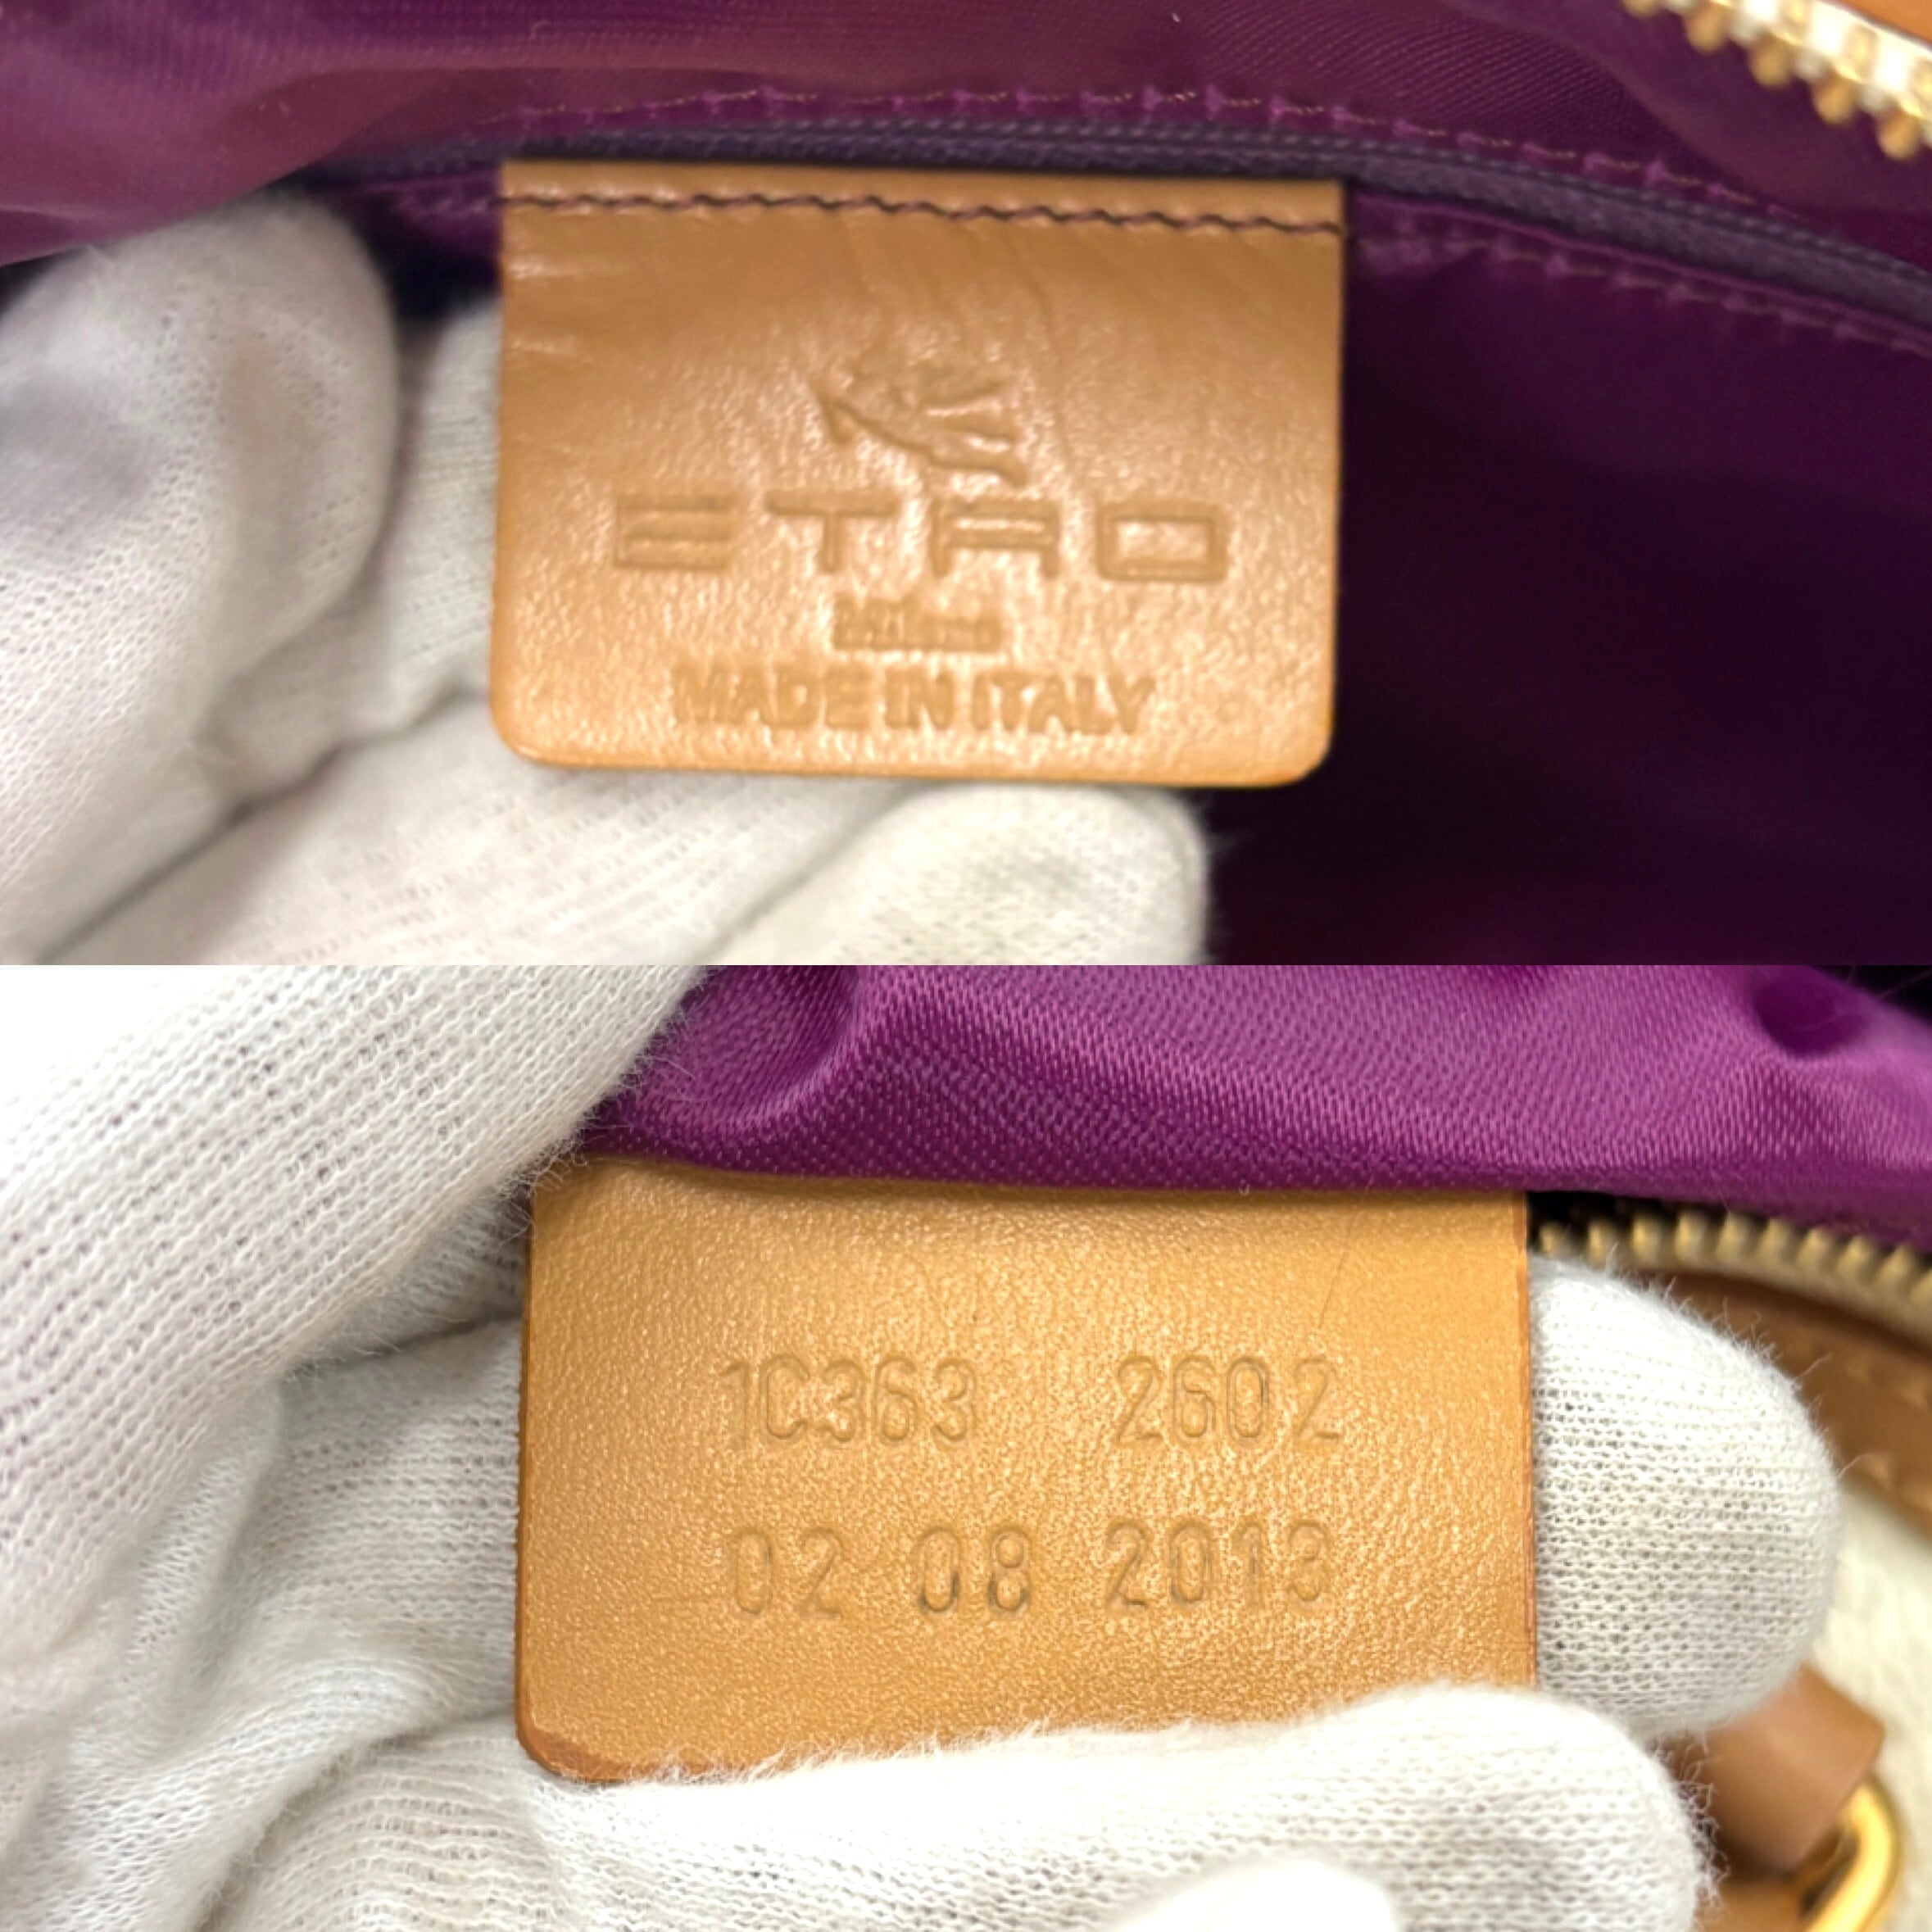 ETRO
Milano
MADE IN ITALY
1C363 2602
02 08 2013